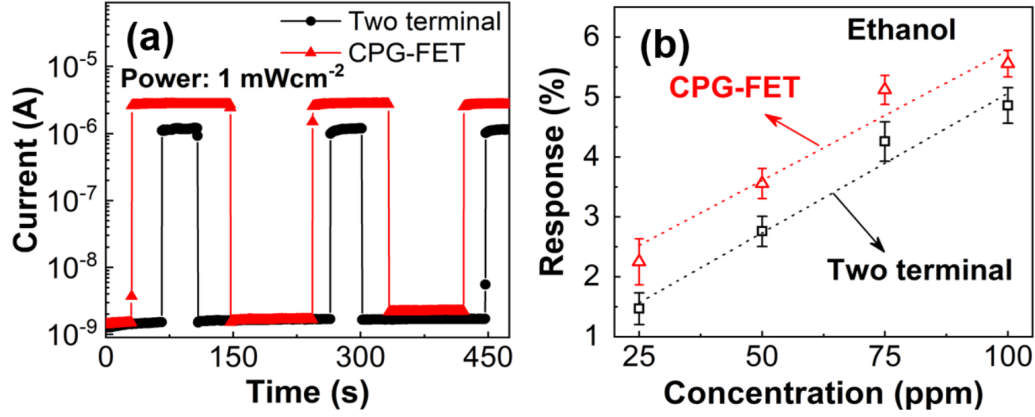 (a)
Two terminal
CPG-FET
Power: 1 mWcm⁻²
Current (A)
10⁻⁵
10⁻⁶
10⁻⁷
10⁻⁸
10⁻⁹
0 150 300 450
Time (s)
(b)
Ethanol
CPG-FET
Two terminal
Response (%)
6
5
4
3
2
1
25 50 75 100
Concentration (ppm)